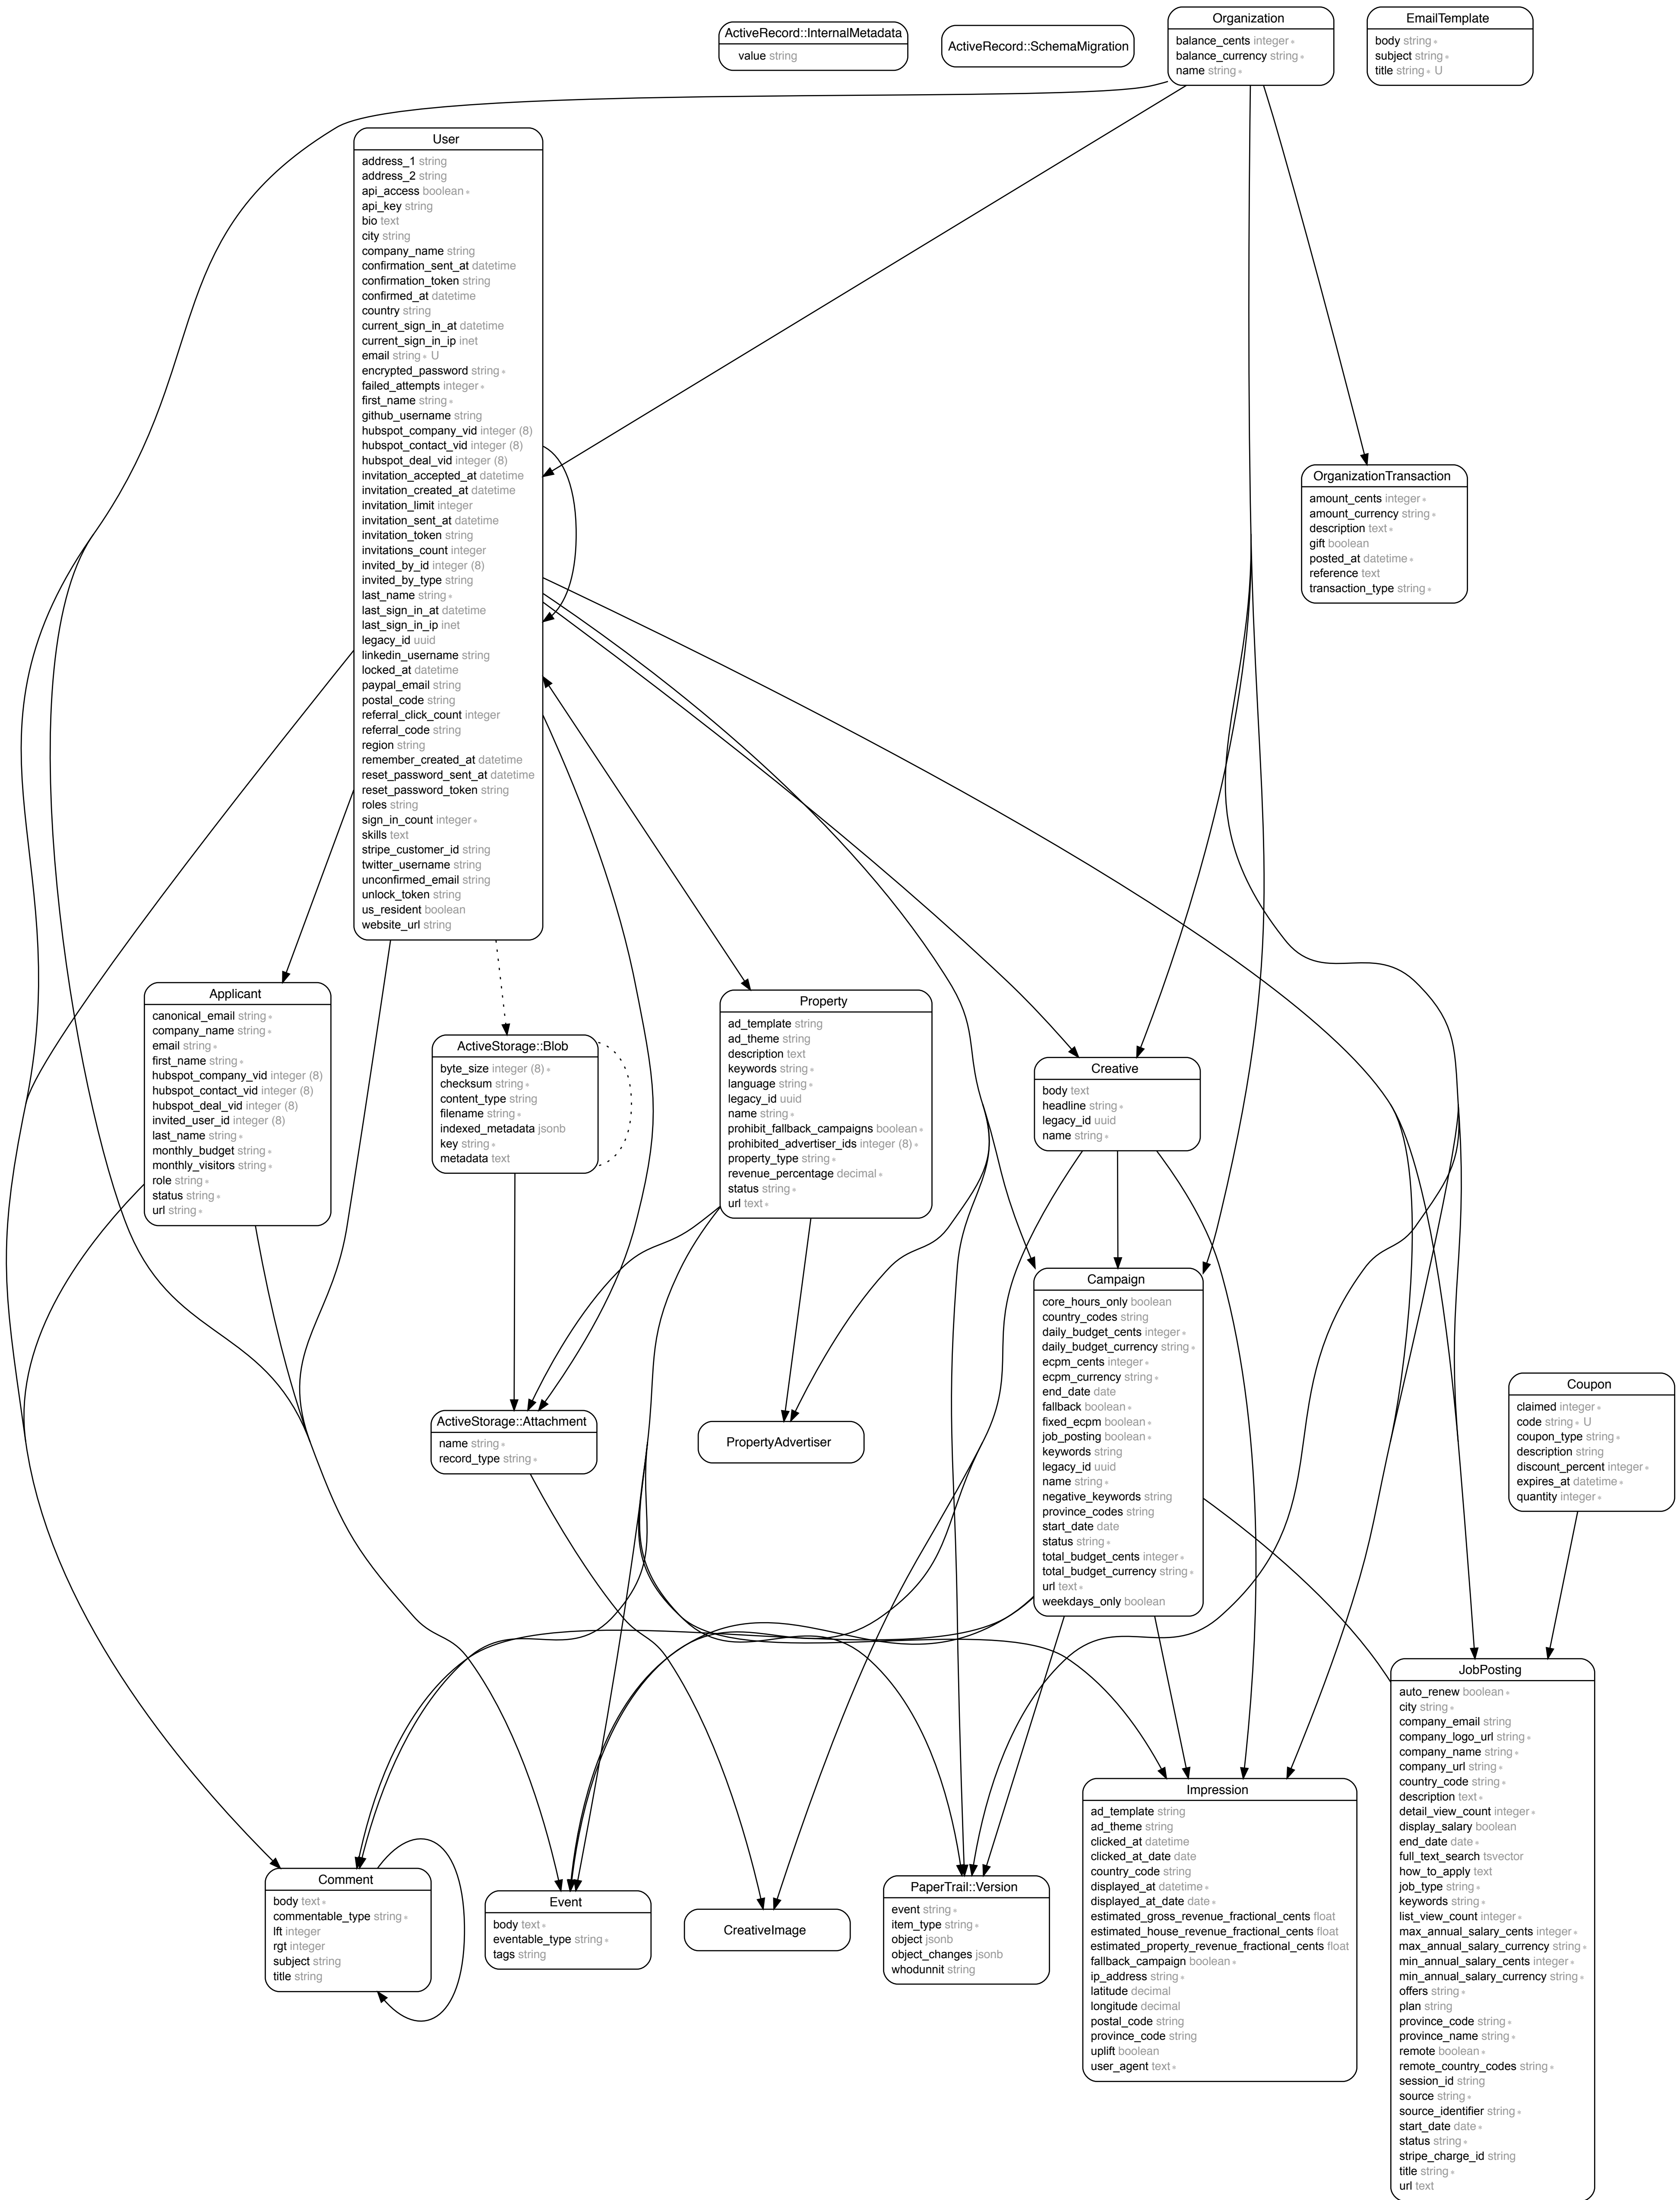 ActiveRecord::InternalMetadata
value string
ActiveRecord::SchemaMigration
Organization
balance_cents integer ∗
balance_currency string ∗
name string ∗
EmailTemplate
body string ∗
subject string ∗
title string ∗ U
User
address_1 string
address_2 string
api_access boolean ∗
api_key string
bio text
city string
company_name string
confirmation_sent_at datetime
confirmation_token string
confirmed_at datetime
country string
current_sign_in_at datetime
current_sign_in_ip inet
email string ∗ U
encrypted_password string ∗
failed_attempts integer ∗
first_name string ∗
github_username string
hubspot_company_vid integer (8)
hubspot_contact_vid integer (8)
hubspot_deal_vid integer (8)
invitation_accepted_at datetime
invitation_created_at datetime
invitation_limit integer
invitation_sent_at datetime
invitation_token string
invitations_count integer
invited_by_id integer (8)
invited_by_type string
last_name string ∗
last_sign_in_at datetime
last_sign_in_ip inet
legacy_id uuid
linkedin_username string
locked_at datetime
paypal_email string
postal_code string
referral_click_count integer
referral_code string
region string
remember_created_at datetime
reset_password_sent_at datetime
reset_password_token string
roles string
sign_in_count integer ∗
skills text
stripe_customer_id string
twitter_username string
unconfirmed_email string
unlock_token string
us_resident boolean
website_url string
OrganizationTransaction
amount_cents integer ∗
amount_currency string ∗
description text ∗
gift boolean
posted_at datetime ∗
reference text
transaction_type string ∗
Applicant
canonical_email string ∗
company_name string ∗
email string ∗
first_name string ∗
hubspot_company_vid integer (8)
hubspot_contact_vid integer (8)
hubspot_deal_vid integer (8)
invited_user_id integer (8)
last_name string ∗
monthly_budget string ∗
monthly_visitors string ∗
role string ∗
status string ∗
url string ∗
ActiveStorage::Blob
byte_size integer (8) ∗
checksum string ∗
content_type string
filename string ∗
indexed_metadata jsonb
key string ∗
metadata text
Property
ad_template string
ad_theme string
description text
keywords string ∗
language string ∗
legacy_id uuid
name string ∗
prohibit_fallback_campaigns boolean ∗
prohibited_advertiser_ids integer (8) ∗
property_type string ∗
revenue_percentage decimal ∗
status string ∗
url text ∗
Creative
body text
headline string ∗
legacy_id uuid
name string ∗
Campaign
core_hours_only boolean
country_codes string
daily_budget_cents integer ∗
daily_budget_currency string ∗
ecpm_cents integer ∗
ecpm_currency string ∗
end_date date
fallback boolean ∗
fixed_ecpm boolean ∗
job_posting boolean ∗
keywords string
legacy_id uuid
name string ∗
negative_keywords string
province_codes string
start_date date
status string ∗
total_budget_cents integer ∗
total_budget_currency string ∗
url text ∗
weekdays_only boolean
Coupon
claimed integer ∗
code string ∗ U
coupon_type string ∗
description string
discount_percent integer ∗
expires_at datetime ∗
quantity integer ∗
ActiveStorage::Attachment
name string ∗
record_type string ∗
PropertyAdvertiser
JobPosting
auto_renew boolean ∗
city string ∗
company_email string
company_logo_url string ∗
company_name string ∗
company_url string ∗
country_code string ∗
description text ∗
detail_view_count integer ∗
display_salary boolean
end_date date ∗
full_text_search tsvector
how_to_apply text
job_type string ∗
keywords string ∗
list_view_count integer ∗
max_annual_salary_cents integer ∗
max_annual_salary_currency string ∗
min_annual_salary_cents integer ∗
min_annual_salary_currency string ∗
offers string ∗
plan string
province_code string ∗
province_name string ∗
remote boolean ∗
remote_country_codes string ∗
session_id string
source string ∗
source_identifier string ∗
start_date date ∗
status string ∗
stripe_charge_id string
title string ∗
url text
Impression
ad_template string
ad_theme string
clicked_at datetime
clicked_at_date date
country_code string
displayed_at datetime ∗
displayed_at_date date ∗
estimated_gross_revenue_fractional_cents float
estimated_house_revenue_fractional_cents float
estimated_property_revenue_fractional_cents float
fallback_campaign boolean ∗
ip_address string ∗
latitude decimal
longitude decimal
postal_code string
province_code string
uplift boolean
user_agent text ∗
Comment
body text ∗
commentable_type string ∗
lft integer
rgt integer
subject string
title string
Event
body text ∗
eventable_type string ∗
tags string
CreativeImage
PaperTrail::Version
event string ∗
item_type string ∗
object jsonb
object_changes jsonb
whodunnit string